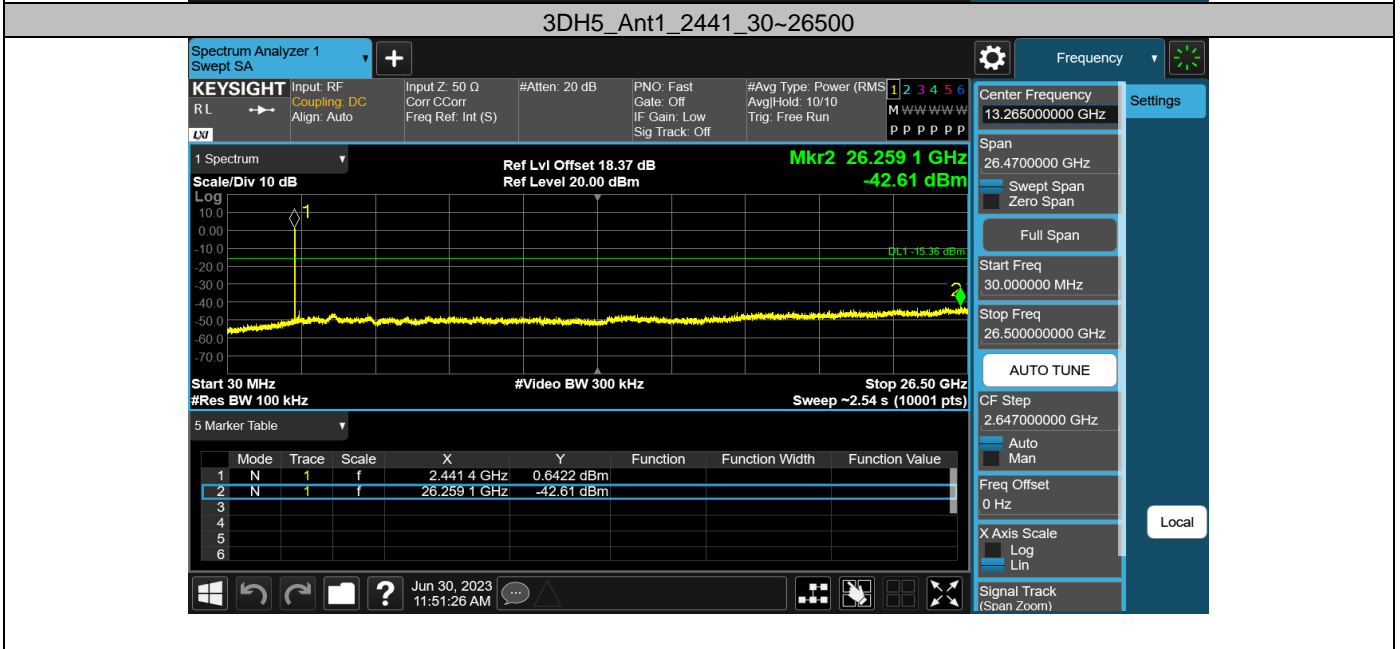 3DH5_Ant1_2441_30~26500
Spectrum Analyzer 1
Swept SA
+
Frequency
KEYSIGHT
R L
LXI
Input: RF
Coupling: DC
Align: Auto
Input Z: 50 Ω
Corr CCorr
Freq Ref: Int (S)
#Atten: 20 dB
PNO: Fast
Gate: Off
IF Gain: Low
Sig Track: Off
#Avg Type: Power (RMS
Avg|Hold: 10/10
Trig: Free Run
1 2 3 4 5 6
M W W W W W
P P P P P P
1 Spectrum
Scale/Div 10 dB
Ref Lvl Offset 18.37 dB
Ref Level 20.00 dBm
Mkr2 26.259 1 GHz
-42.61 dBm
Log
10.0
0.00
-10.0
-20.0
-30.0
-40.0
-50.0
-60.0
-70.0
1
DL1 -15.36 dBm
2
Start 30 MHz
#Video BW 300 kHz
Stop 26.50 GHz
#Res BW 100 kHz
Sweep ~2.54 s (10001 pts)
5 Marker Table
Mode Trace Scale X Y Function Function Width Function Value
1 N 1 f 2.441 4 GHz 0.6422 dBm
2 N 1 f 26.259 1 GHz -42.61 dBm
3
4
5
6
?
Jun 30, 2023
11:51:26 AM
Center Frequency
13.265000000 GHz
Span
26.4700000 GHz
Swept Span
Zero Span
Full Span
Start Freq
30.000000 MHz
Stop Freq
26.500000000 GHz
AUTO TUNE
CF Step
2.647000000 GHz
Auto
Man
Freq Offset
0 Hz
X Axis Scale
Log
Lin
Signal Track
(Span Zoom)
Settings
Local